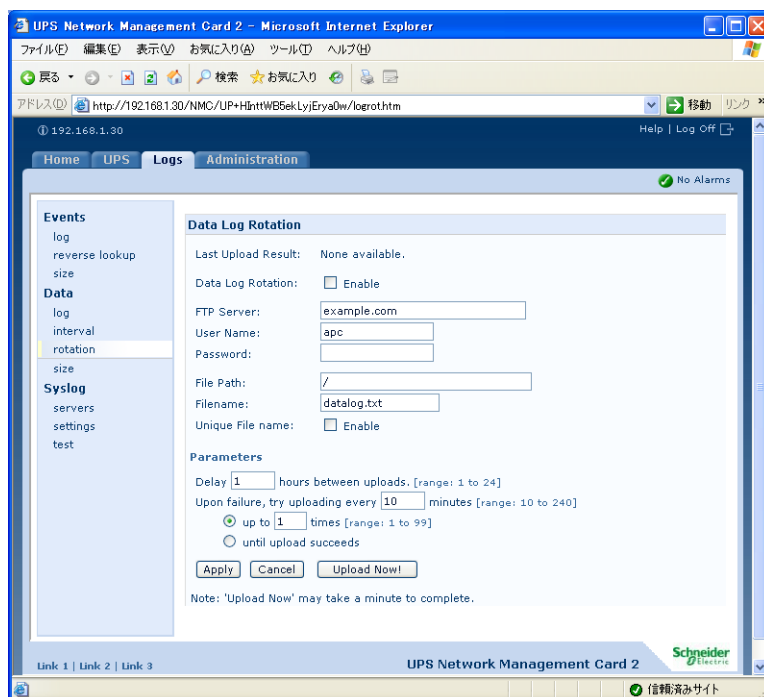 UPS Network Management Card 2 - Microsoft Internet Explorer
ファイル(F) 編集(E) 表示(V) お気に入り(A) ツール(T) ヘルプ(H)
戻る 検索 お気に入り
アドレス(D) http://192.168.1.30/NMC/UP+HInttWB5ekLyjErya0w/logrot.htm 移動 リンク »
192.168.1.30 Help | Log Off
Home UPS Logs Administration
No Alarms
Events
log
reverse lookup
size
Data
log
interval
rotation
size
Syslog
servers
settings
test
Data Log Rotation
Last Upload Result: None available.
Data Log Rotation: Enable
FTP Server: example.com
User Name: apc
Password:
File Path: /
Filename: datalog.txt
Unique File name: Enable
Parameters
Delay 1 hours between uploads. [range: 1 to 24]
Upon failure, try uploading every 10 minutes [range: 10 to 240]
up to 1 times [range: 1 to 99]
until upload succeeds
Apply Cancel Upload Now!
Note: 'Upload Now' may take a minute to complete.
Link 1 | Link 2 | Link 3 UPS Network Management Card 2 Schneider Electric
信頼済みサイト